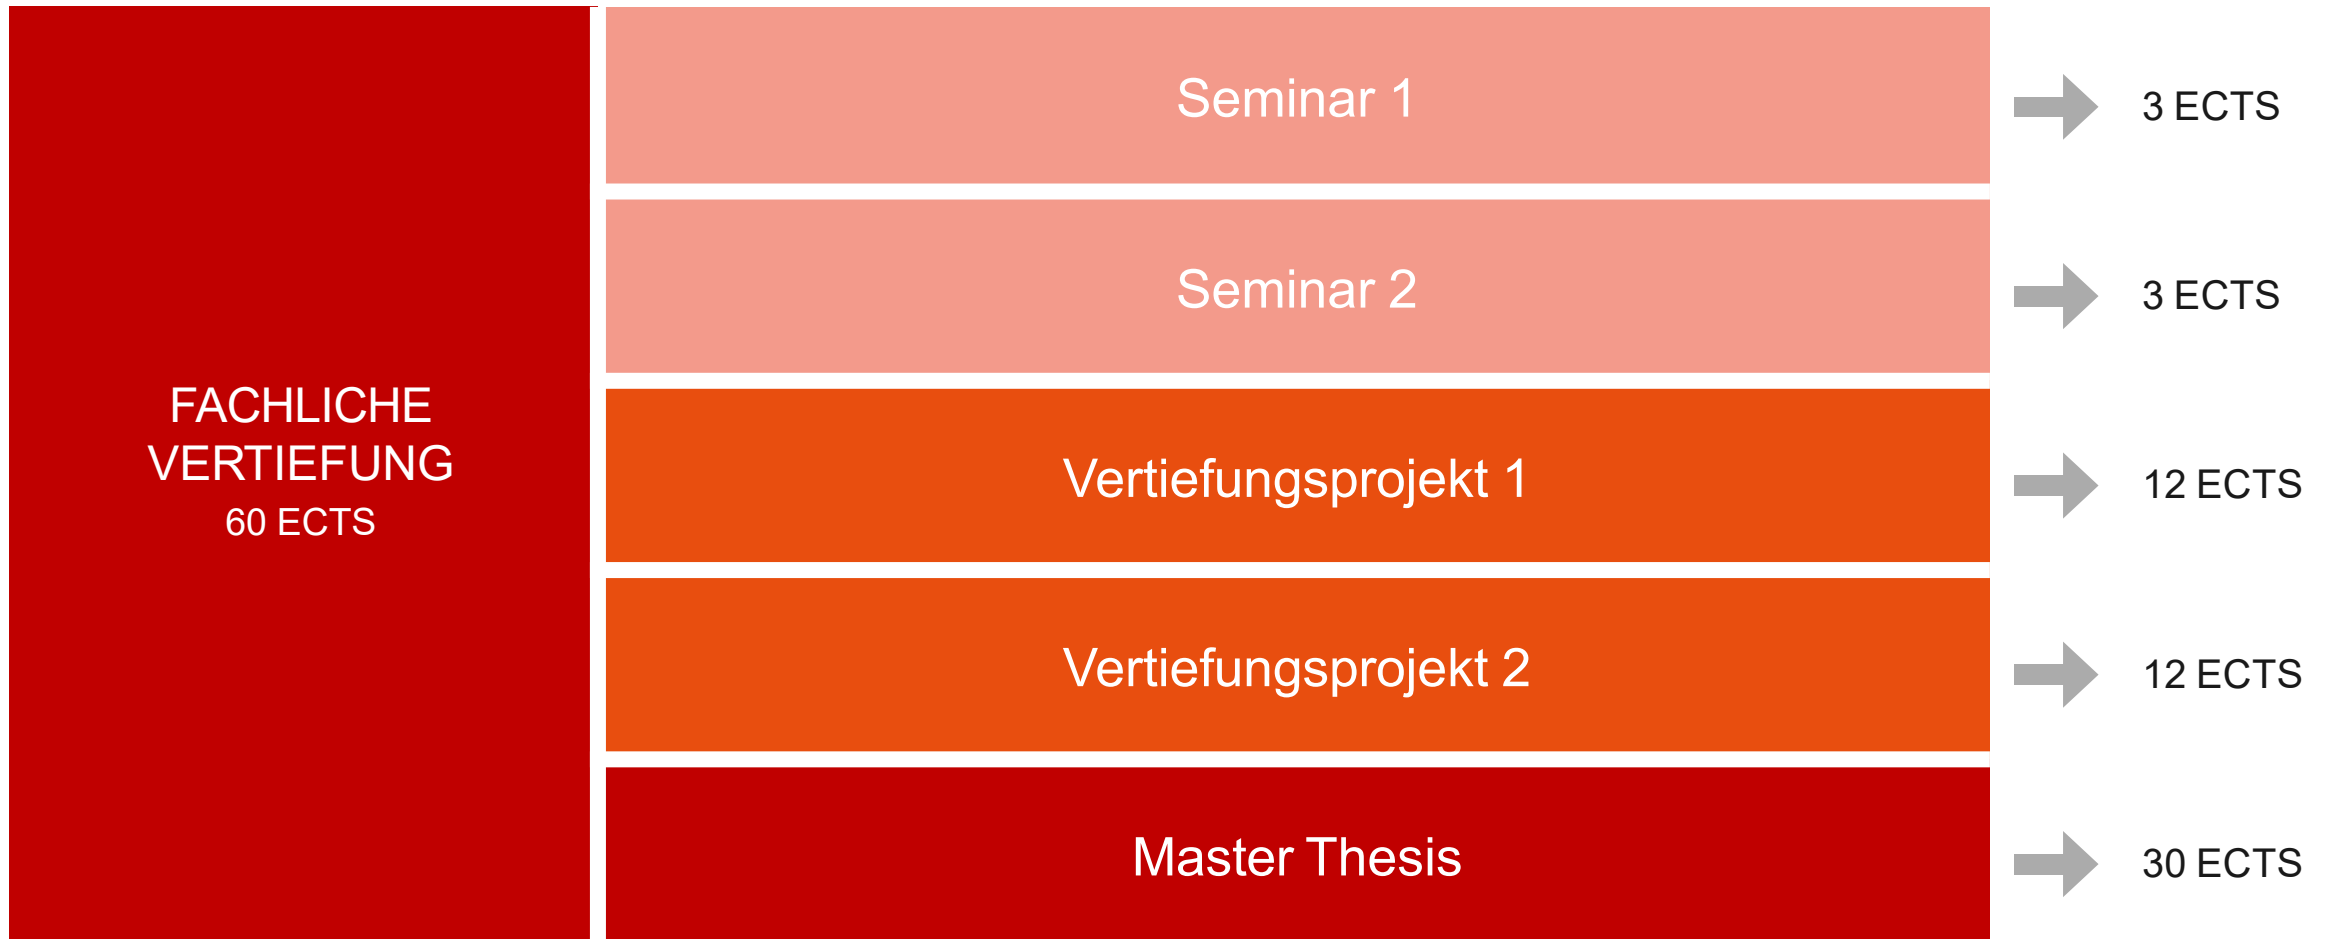 FACHLICHE
VERTIEFUNG
60 ECTS
Seminar 1
3 ECTS
Seminar 2
3 ECTS
Vertiefungsprojekt 1
12 ECTS
Vertiefungsprojekt 2
12 ECTS
Master Thesis
30 ECTS